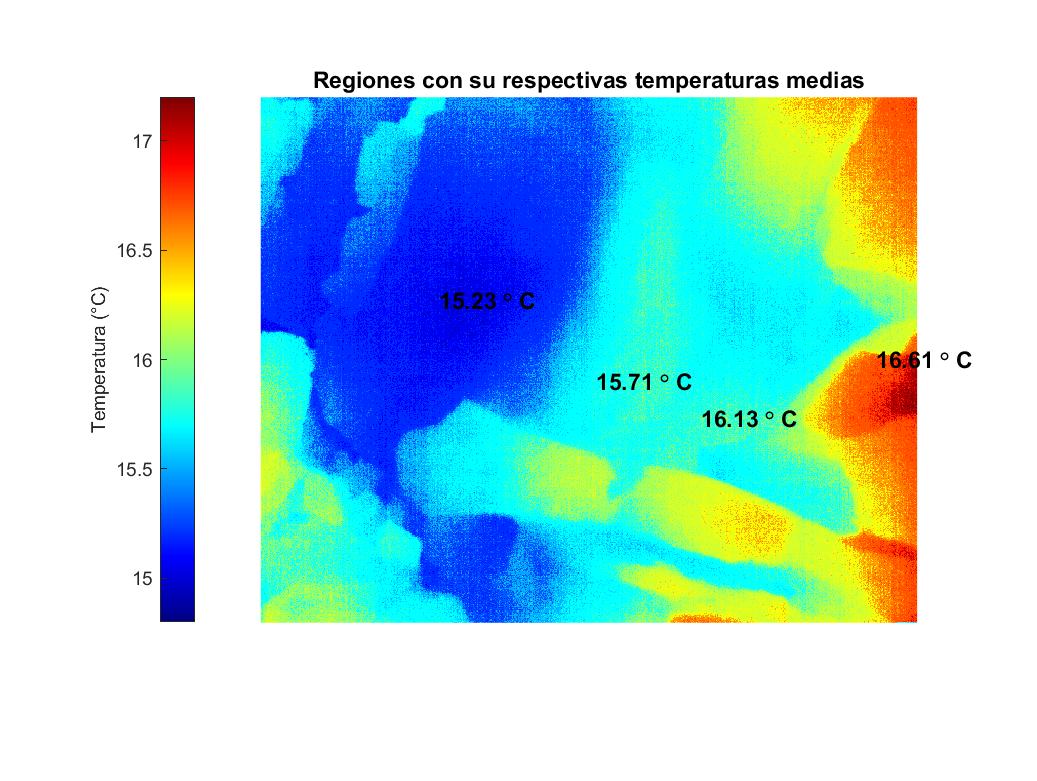 Regiones con su respectivas temperaturas medias
Temperatura (°C)
17
16.5
16
15.5
15
15.23 ° C
16.61 ° C
15.71 ° C
16.13 ° C